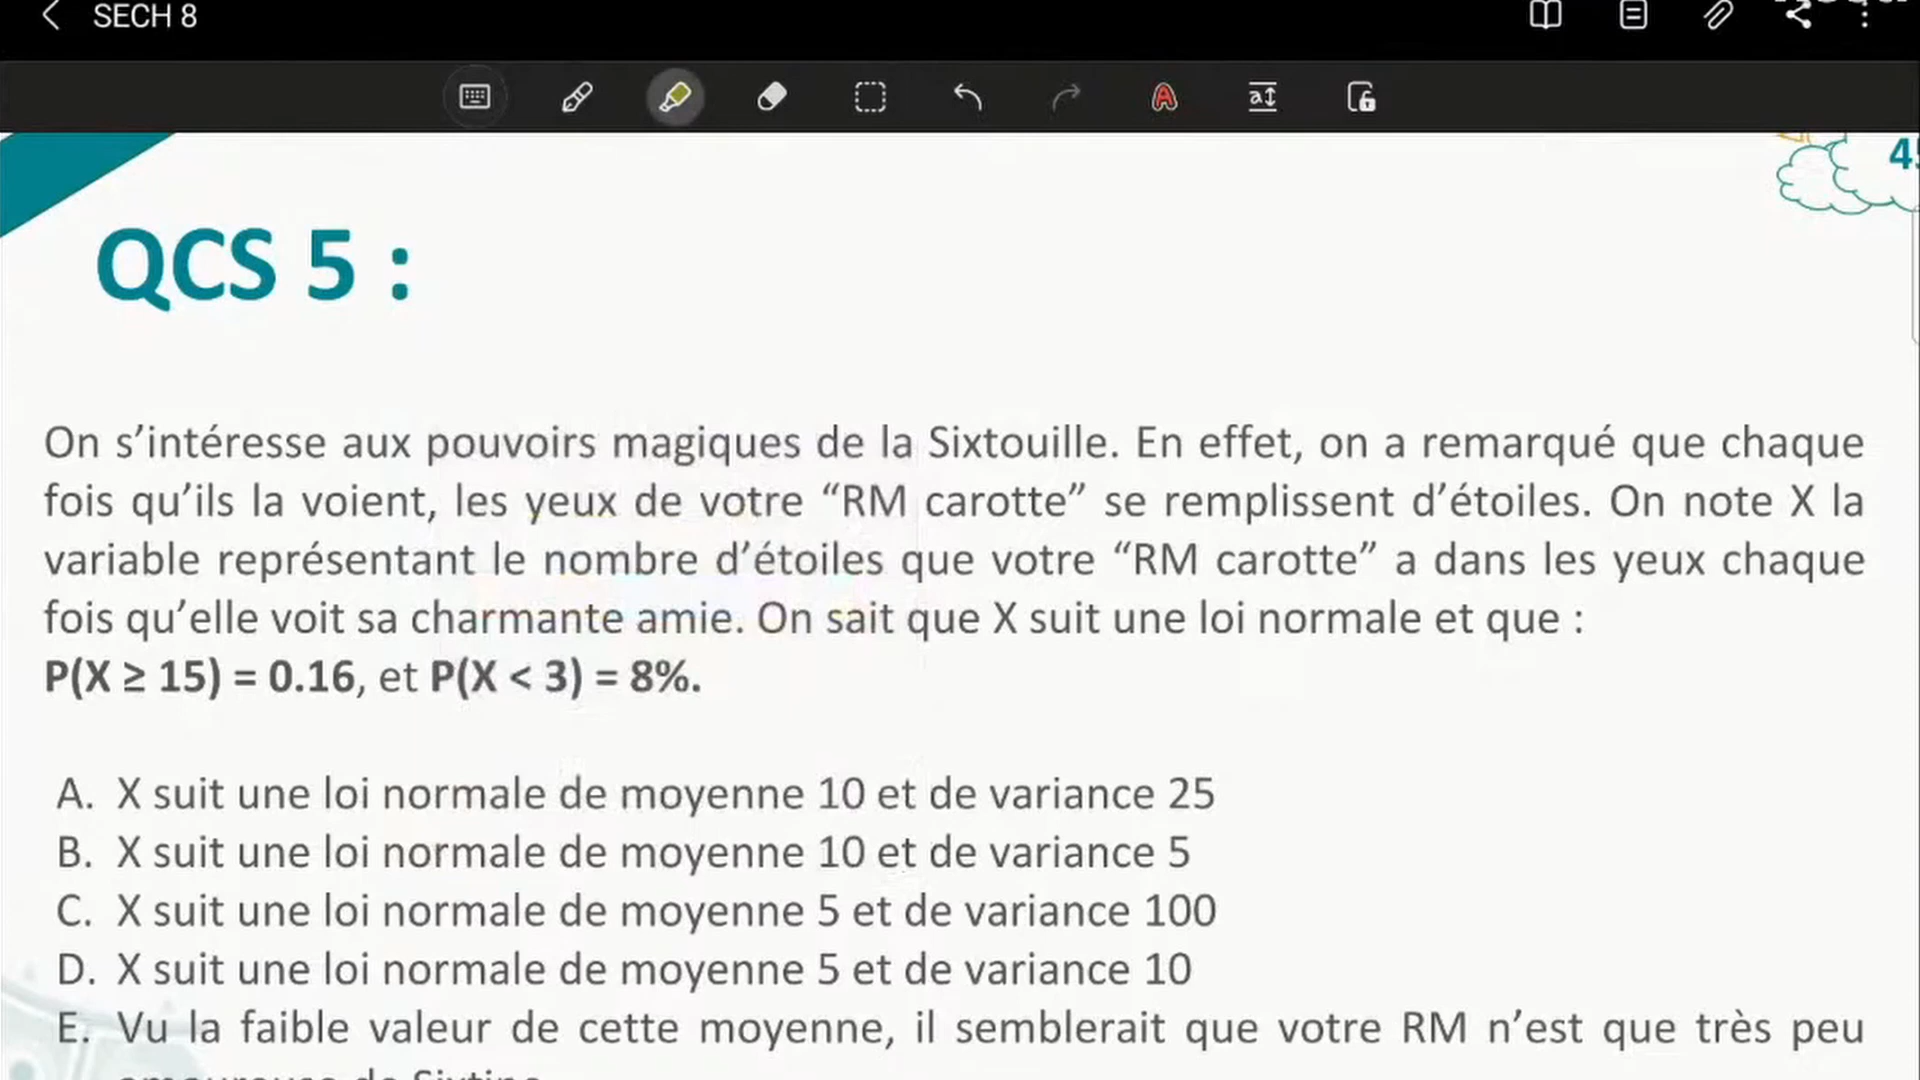 SECH 8
QCS 5 :
On s’intéresse aux pouvoirs magiques de la Sixtouille. En effet, on a remarqué que chaque
fois qu’ils la voient, les yeux de votre “RM carotte” se remplissent d’étoiles. On note X la
variable représentant le nombre d’étoiles que votre “RM carotte” a dans les yeux chaque
fois qu’elle voit sa charmante amie. On sait que X suit une loi normale et que :
P(X ≥ 15) = 0.16, et P(X < 3) = 8%.
A. X suit une loi normale de moyenne 10 et de variance 25
B. X suit une loi normale de moyenne 10 et de variance 5
C. X suit une loi normale de moyenne 5 et de variance 100
D. X suit une loi normale de moyenne 5 et de variance 10
E. Vu la faible valeur de cette moyenne, il semblerait que votre RM n’est que très peu